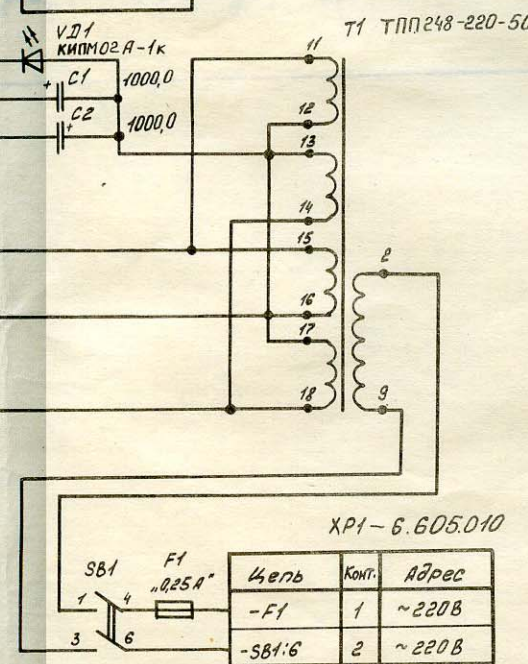 T1 ТПП248-220-50
VД1
КИПМ02А-1к
+ С1 1000,0
С2
+ 1000,0
11
12
13
14
15
16
17
18
2
9
ХР1-6.605.010
SB1
F1
"0,25А"
1 4
3 6
Цепь Конт. Адрес
-F1 1 ~220В
-SB1:6 2 ~220В